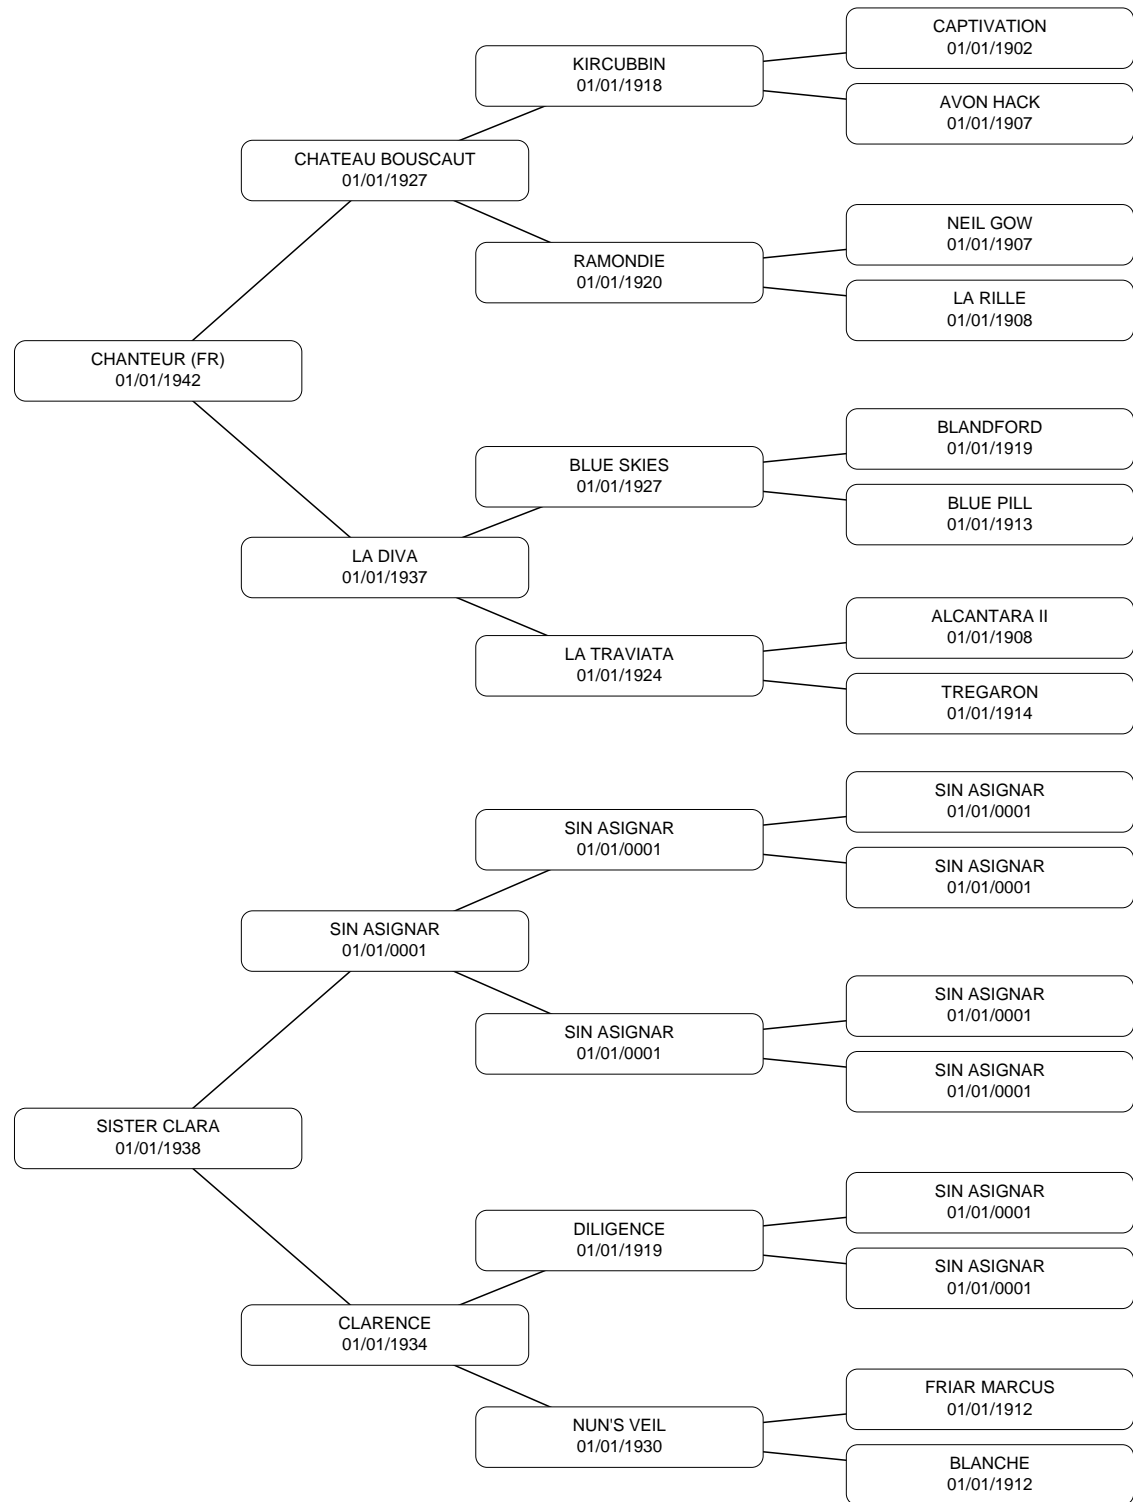 CAPTIVATION
01/01/1902
KIRCUBBIN
01/01/1918
AVON HACK
01/01/1907
CHATEAU BOUSCAUT
01/01/1927
NEIL GOW
01/01/1907
RAMONDIE
01/01/1920
LA RILLE
01/01/1908
CHANTEUR (FR)
01/01/1942
BLANDFORD
01/01/1919
BLUE SKIES
01/01/1927
BLUE PILL
01/01/1913
LA DIVA
01/01/1937
ALCANTARA II
01/01/1908
LA TRAVIATA
01/01/1924
TREGARON
01/01/1914
SIN ASIGNAR
01/01/0001
SIN ASIGNAR
01/01/0001
SIN ASIGNAR
01/01/0001
SIN ASIGNAR
01/01/0001
SIN ASIGNAR
01/01/0001
SIN ASIGNAR
01/01/0001
SIN ASIGNAR
01/01/0001
SISTER CLARA
01/01/1938
SIN ASIGNAR
01/01/0001
DILIGENCE
01/01/1919
SIN ASIGNAR
01/01/0001
CLARENCE
01/01/1934
FRIAR MARCUS
01/01/1912
NUN'S VEIL
01/01/1930
BLANCHE
01/01/1912